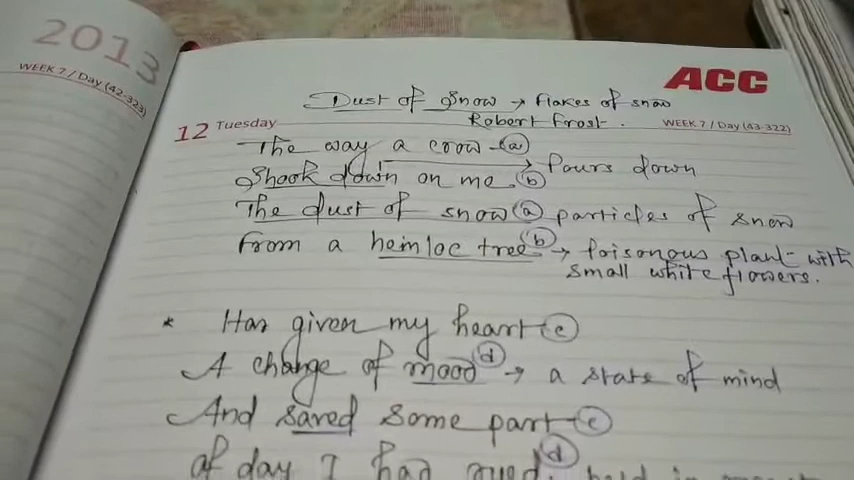 2013
WEEK 7 / Day (42-323)
ACC
Dust of Snow → flakes of snow
Robert Frost.
12 Tuesday
WEEK 7 / Day (43-322)
The way a crow - (a)
Shook down on me. (b) → Pours down
The dust of snow (a) particles of snow
From a hemloc tree. (b) → Poisonous plant with
small white flowers.
* Has given my heart - (c)
A change of mood (d) → a state of mind
And saved some part - (c)
of day I had rued. (d) held in